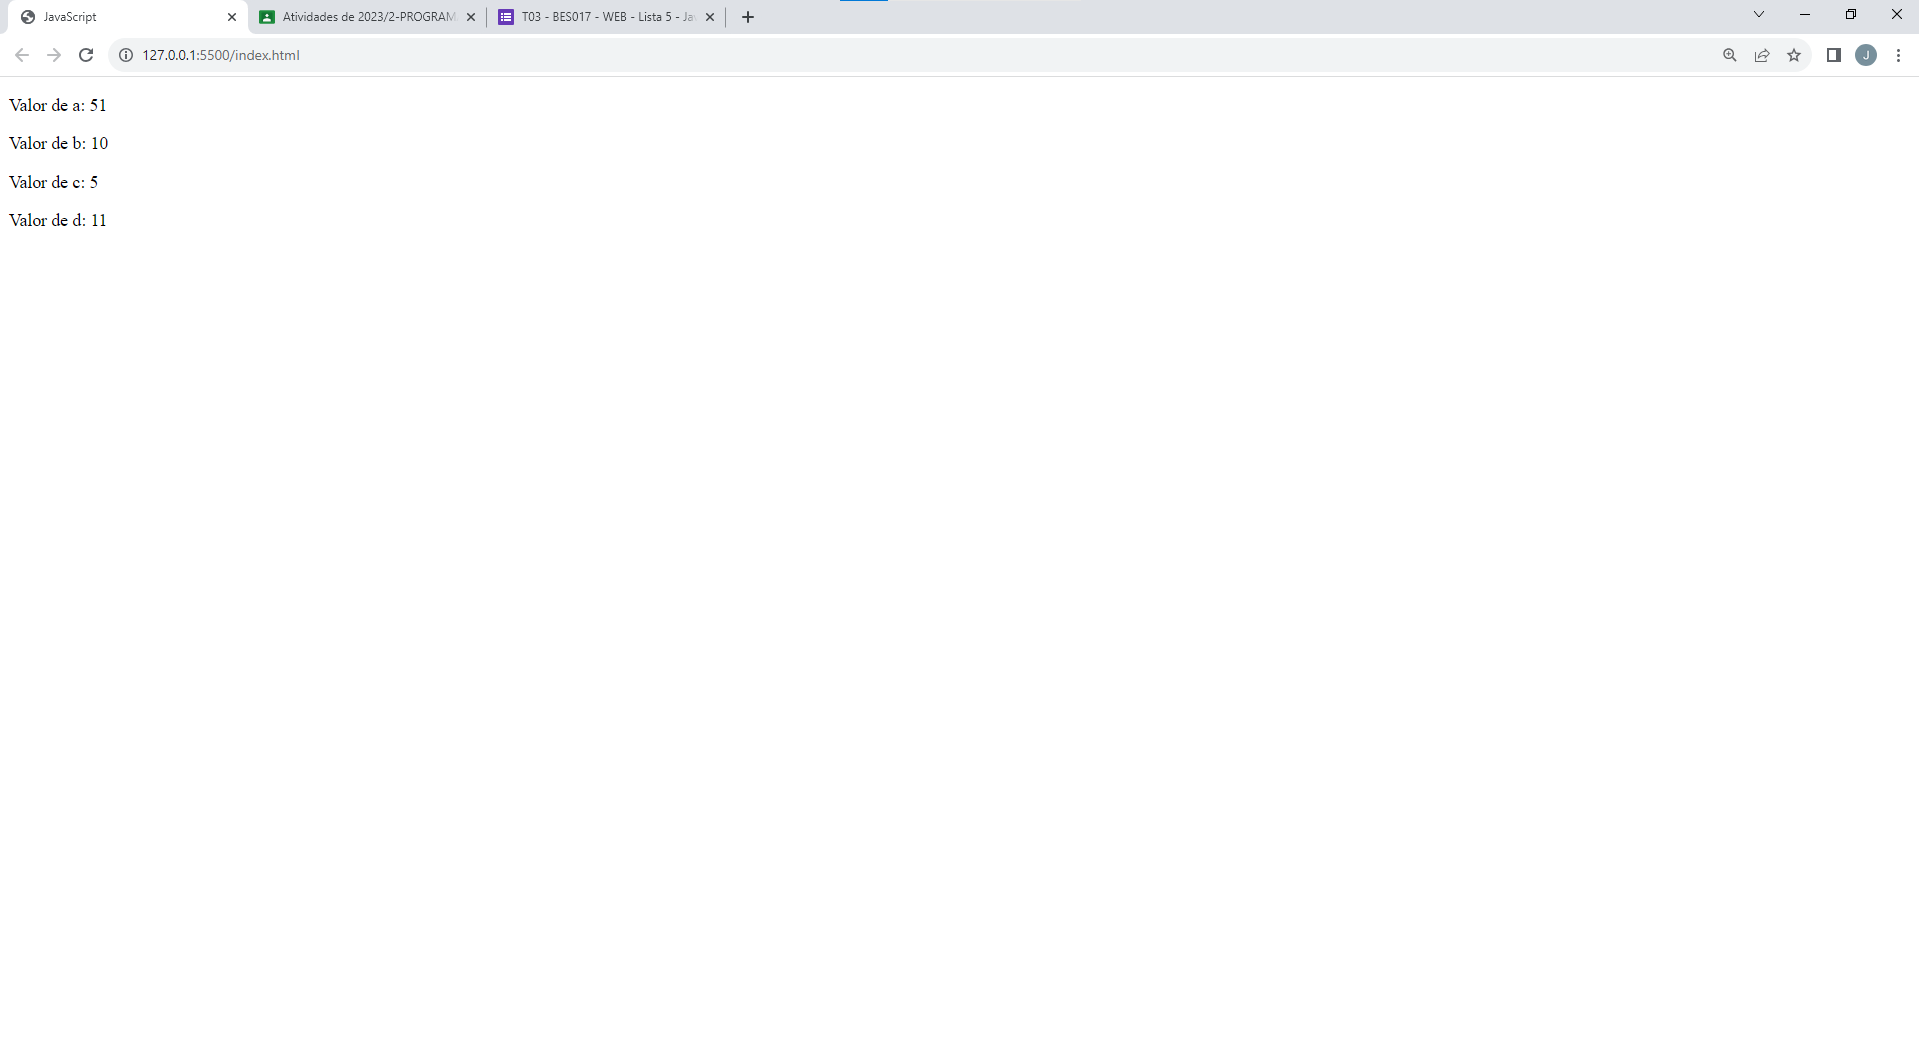 JavaScript
Atividades de 2023/2-PROGRAM
T03 - BES017 - WEB - Lista 5 - Jav
127.0.0.1:5500/index.html
J
Valor de a: 51
Valor de b: 10
Valor de c: 5
Valor de d: 11